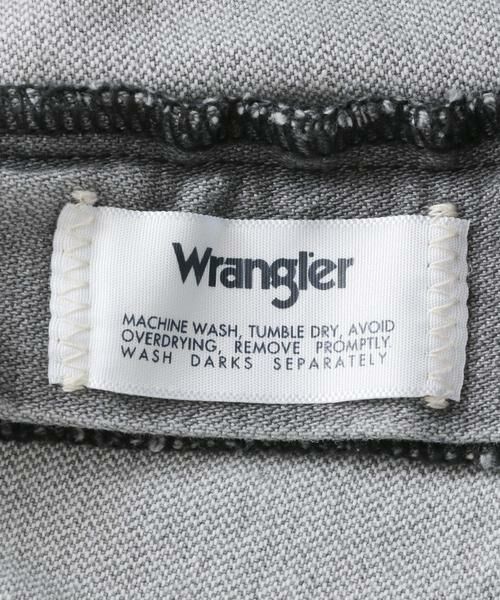 Wrangler
MACHINE WASH, TUMBLE DRY, AVOID
OVERDRYING, REMOVE PROMPTLY.
WASH DARKS SEPARATELY